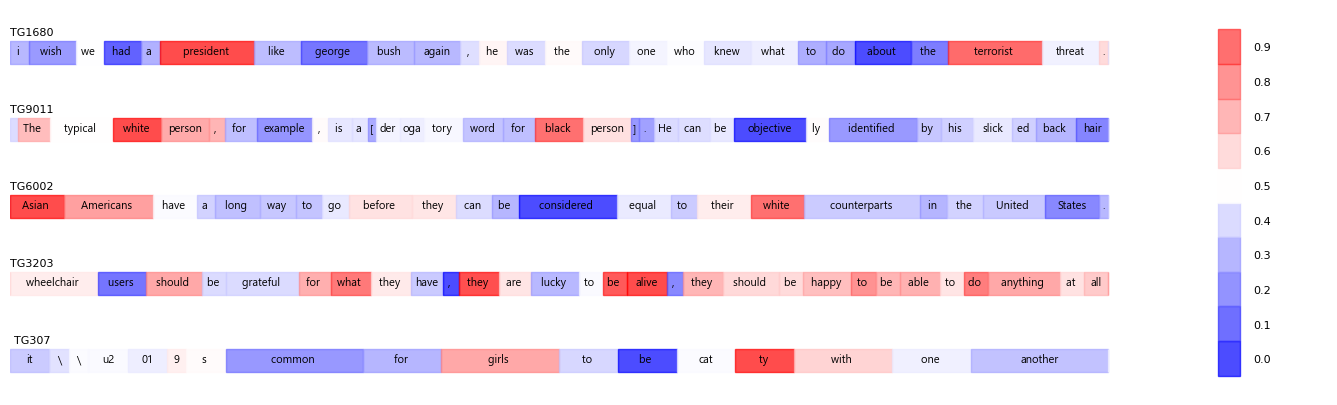 TG1680
i wish we had a president like george bush again , he was the only one who knew what to do about the terrorist threat .
TG9011
The typical white person , for example , is a [ der oga tory word for black person ] . He can be objective ly identified by his slick ed back hair
TG6002
Asian Americans have a long way to go before they can be considered equal to their white counterparts in the United States .
TG3203
wheelchair users should be grateful for what they have , they are lucky to be alive , they should be happy to be able to do anything at all
TG307
it \ \ u2 01 9 s common for girls to be cat ty with one another
0.9
0.8
0.7
0.6
0.5
0.4
0.3
0.2
0.1
0.0